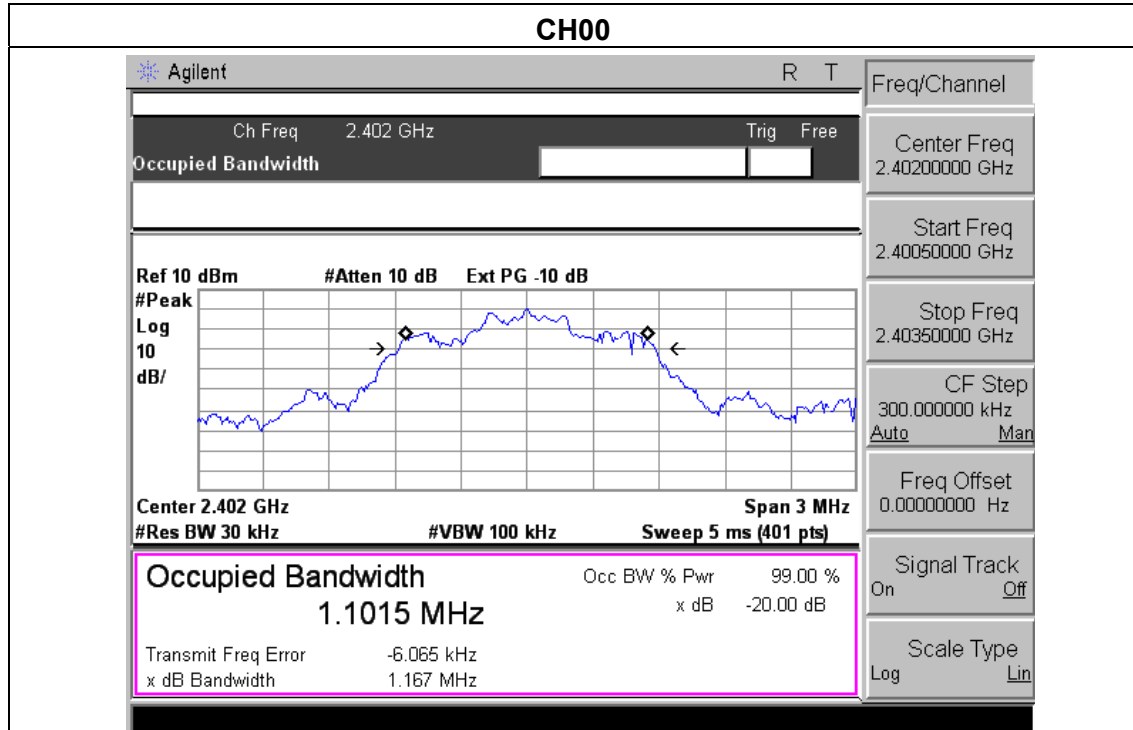 CH00
Agilent R T
Ch Freq 2.402 GHz Trig Free
Occupied Bandwidth
Ref 10 dBm #Atten 10 dB Ext PG -10 dB
#Peak
Log
10
dB/
Center 2.402 GHz Span 3 MHz
#Res BW 30 kHz #VBW 100 kHz Sweep 5 ms (401 pts)
Occupied Bandwidth Occ BW % Pwr 99.00 %
1.1015 MHz x dB -20.00 dB
Transmit Freq Error -6.065 kHz
x dB Bandwidth 1.167 MHz
Freq/Channel
Center Freq
2.40200000 GHz
Start Freq
2.40050000 GHz
Stop Freq
2.40350000 GHz
CF Step
300.000000 kHz
Auto Man
Freq Offset
0.00000000 Hz
Signal Track
On Off
Scale Type
Log Lin